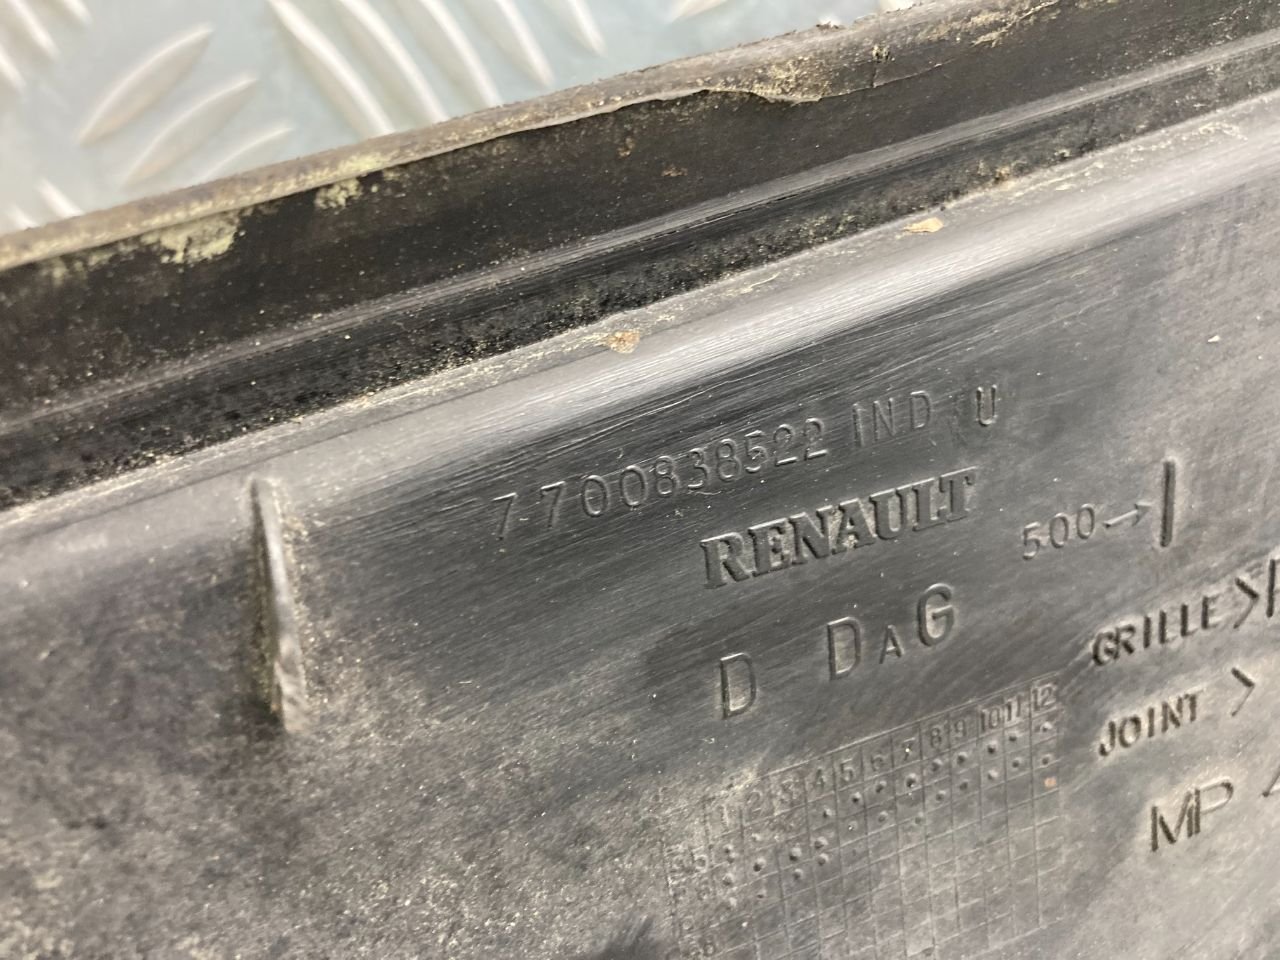 7700838522 IND U
RENAULT
500→
D DAG
GRILLE >
JOINT >
MP
1 2 3 4 5 6 7 8 9 10 11 12